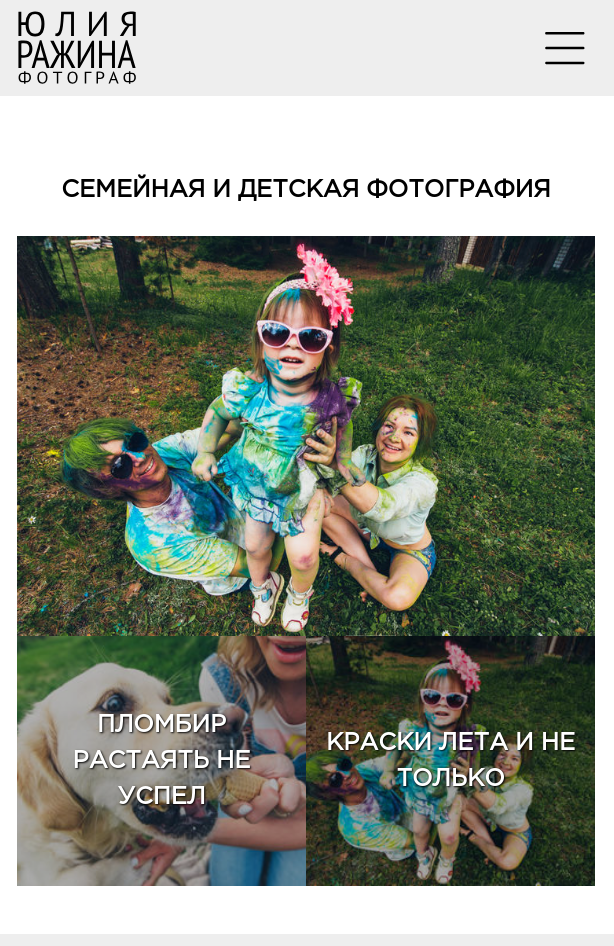 ЮЛИЯ
РАЖИНА
ФОТОГРАФ
СЕМЕЙНАЯ И ДЕТСКАЯ ФОТОГРАФИЯ
ПЛОМБИР
РАСТАЯТЬ НЕ
УСПЕЛ
КРАСКИ ЛЕТА И НЕ
ТОЛЬКО